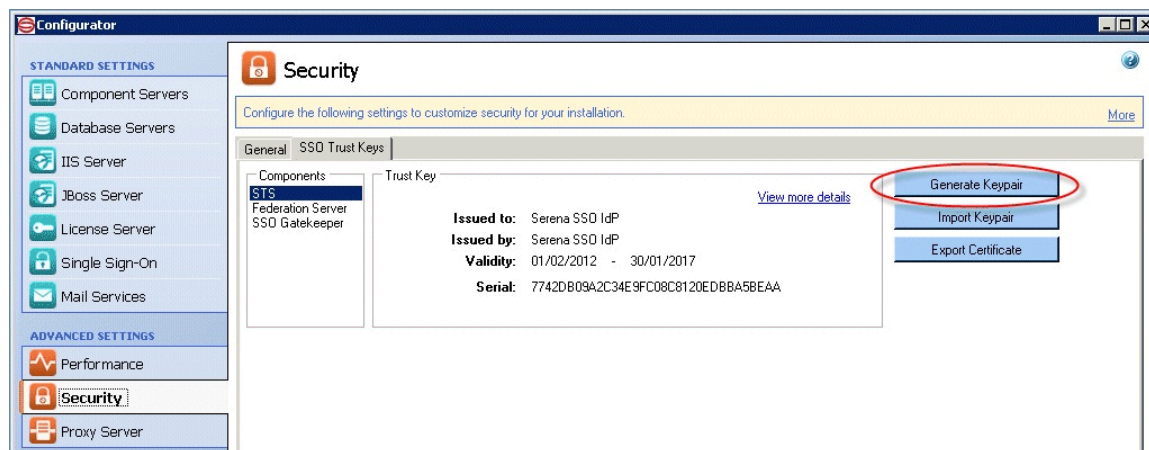 Configurator
STANDARD SETTINGS
Component Servers
Database Servers
IIS Server
JBoss Server
License Server
Single Sign-On
Mail Services
ADVANCED SETTINGS
Performance
Security
Proxy Server
Security
Configure the following settings to customize security for your installation.
More
General SSO Trust Keys
Components
STS
Federation Server
SSO Gatekeeper
Trust Key
View more details
Issued to: Serena SSO IdP
Issued by: Serena SSO IdP
Validity: 01/02/2012 - 30/01/2017
Serial: 7742DB09A2C34E9FC08C8120EDBBA5BEAA
Generate Keypair
Import Keypair
Export Certificate